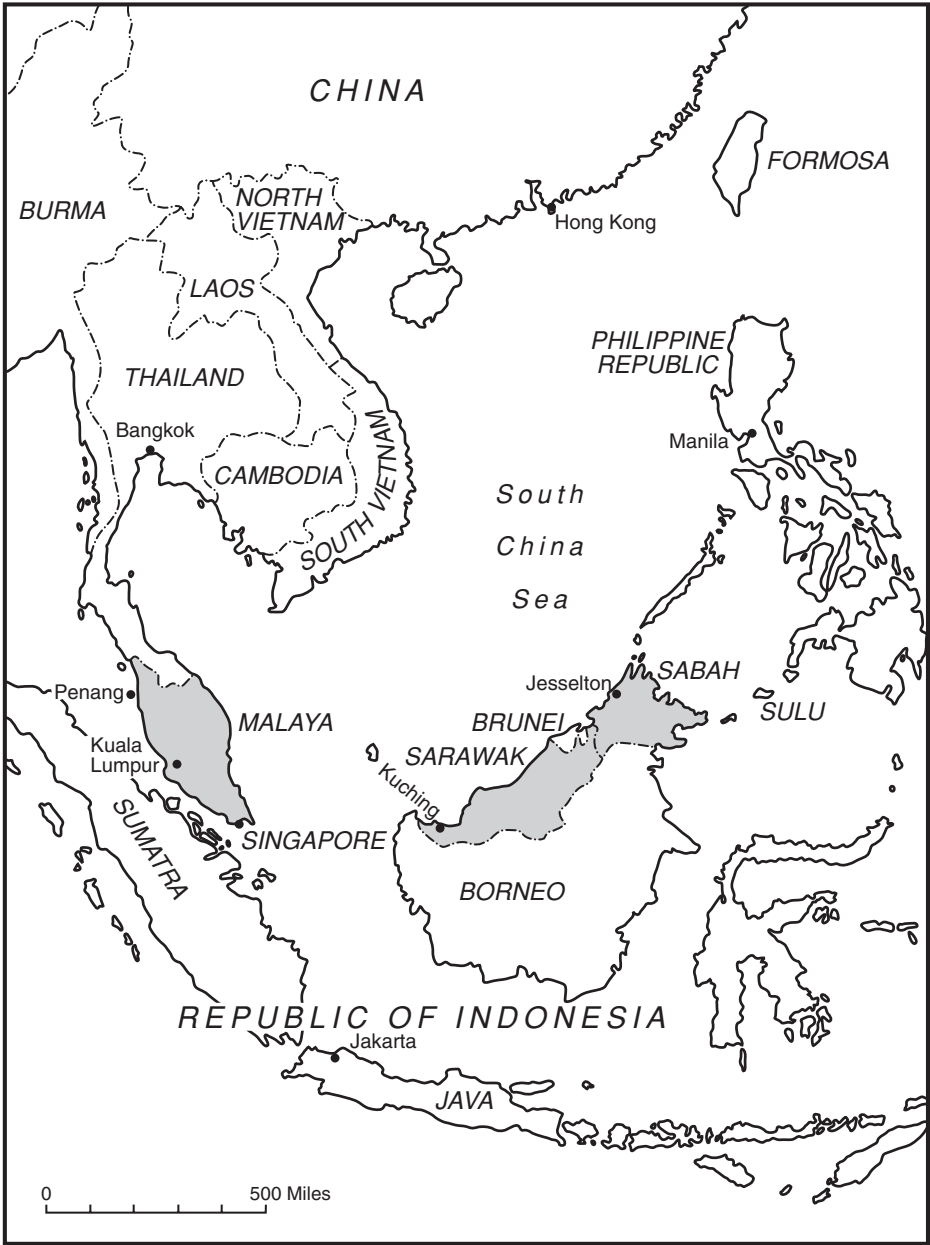 CHINA
FORMOSA
BURMA
NORTH
VIETNAM
Hong Kong
LAOS
PHILIPPINE
REPUBLIC
THAILAND
Bangkok
Manila
CAMBODIA
SOUTH VIETNAM
South
China
Sea
SABAH
Jesselton
Penang
SULU
MALAYA
BRUNEI
SARAWAK
Kuala
Lumpur
Kuching
SUMATRA
SINGAPORE
BORNEO
REPUBLIC OF INDONESIA
Jakarta
JAVA
0 500 Miles